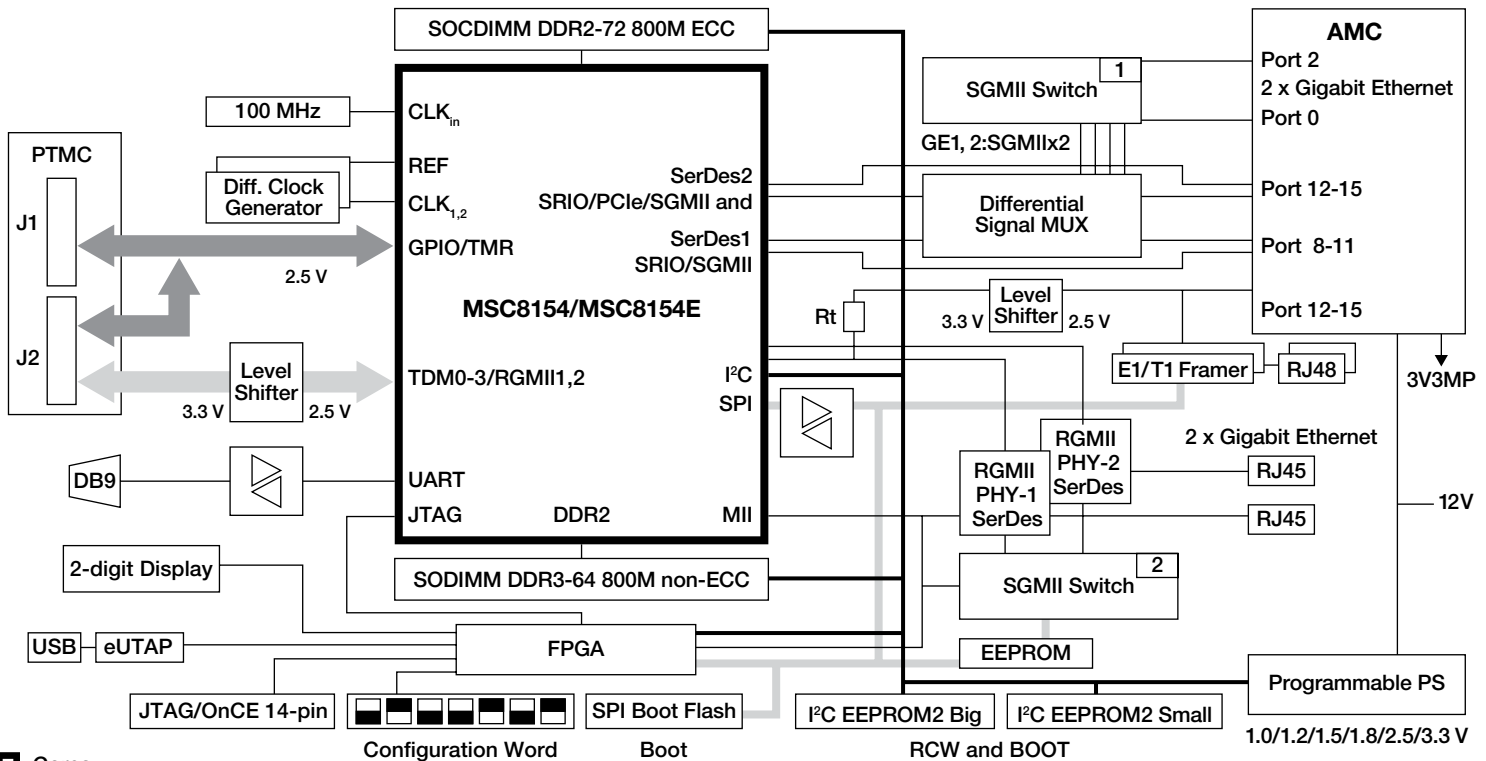 SOCDIMM DDR2-72 800M ECC
AMC
Port 2
2 x Gigabit Ethernet
Port 0
Port 12-15
Port 8-11
Port 12-15
1
SGMII Switch
GE1, 2:SGMIIx2
Differential
Signal MUX
100 MHz
CLKin
REF
Diff. Clock
Generator
CLK1,2
GPIO/TMR
PTMC
J1
J2
2.5 V
SerDes2
SRIO/PCIe/SGMII and
SerDes1
SRIO/SGMII
MSC8154/MSC8154E
Rt
3.3 V
Level
Shifter
2.5 V
E1/T1 Framer
RJ48
3V3MP
Level
Shifter
3.3 V
2.5 V
TDM0-3/RGMII1,2
I²C
SPI
RGMII
PHY-2
SerDes
RGMII
PHY-1
SerDes
2 x Gigabit Ethernet
RJ45
RJ45
12V
DB9
UART
JTAG
DDR2
MII
2-digit Display
SODIMM DDR3-64 800M non-ECC
2
SGMII Switch
USB
eUTAP
FPGA
EEPROM
JTAG/OnCE 14-pin
SPI Boot Flash
I²C EEPROM2 Big
I²C EEPROM2 Small
Programmable PS
Configuration Word
Boot
RCW and BOOT
1.0/1.2/1.5/1.8/2.5/3.3 V